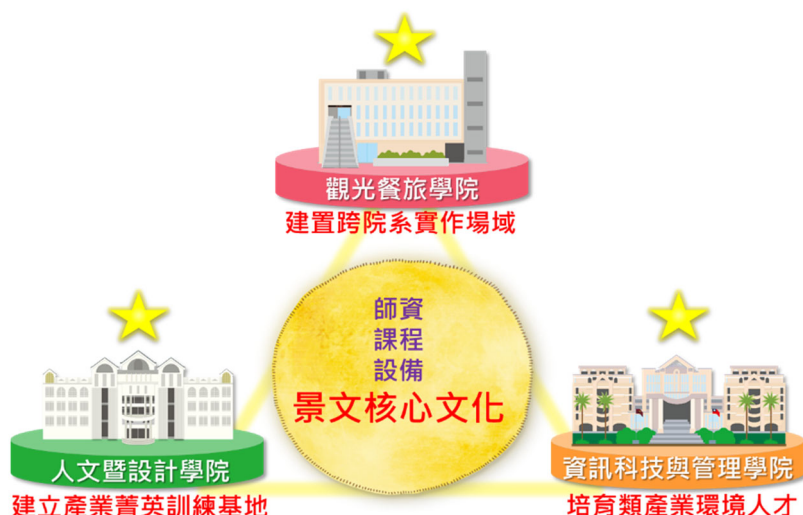 觀光餐旅學院
建置跨院系實作場域
師資
課程
設備
景文核心文化
人文暨設計學院
建立產業菁英訓練基地
資訊科技與管理學院
培育類產業環境人才